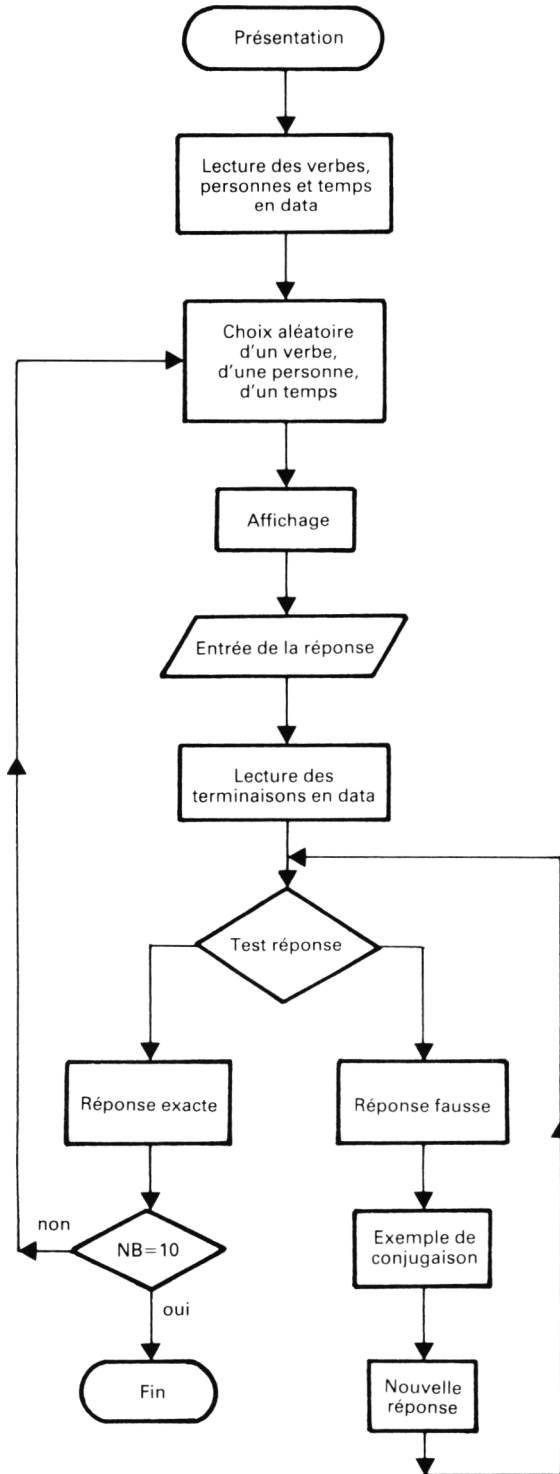 Présentation
Lecture des verbes,
personnes et temps
en data
Choix aléatoire
d'un verbe,
d'une personne,
d'un temps
Affichage
Entrée de la réponse
Lecture des
terminaisons en data
Test réponse
Réponse exacte
Réponse fausse
non
NB=10
oui
Fin
Exemple de
conjugaison
Nouvelle
réponse